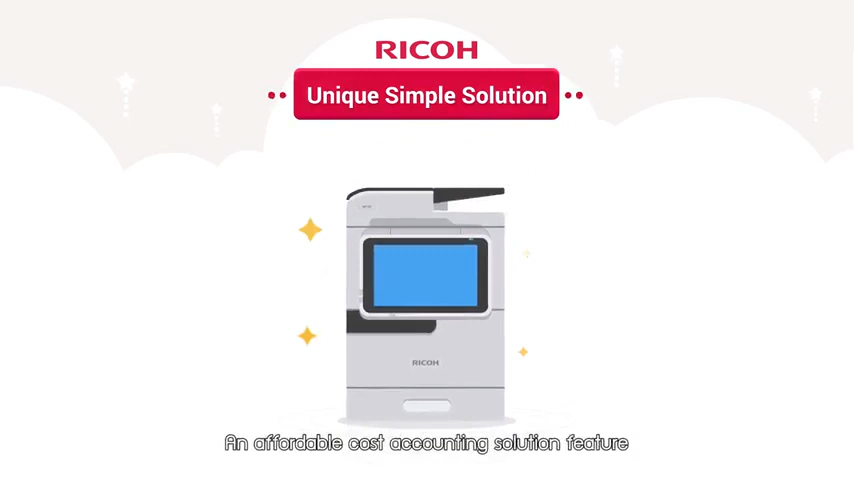 RICOH
Unique Simple Solution
RICOH
An affordable cost accounting solution feature